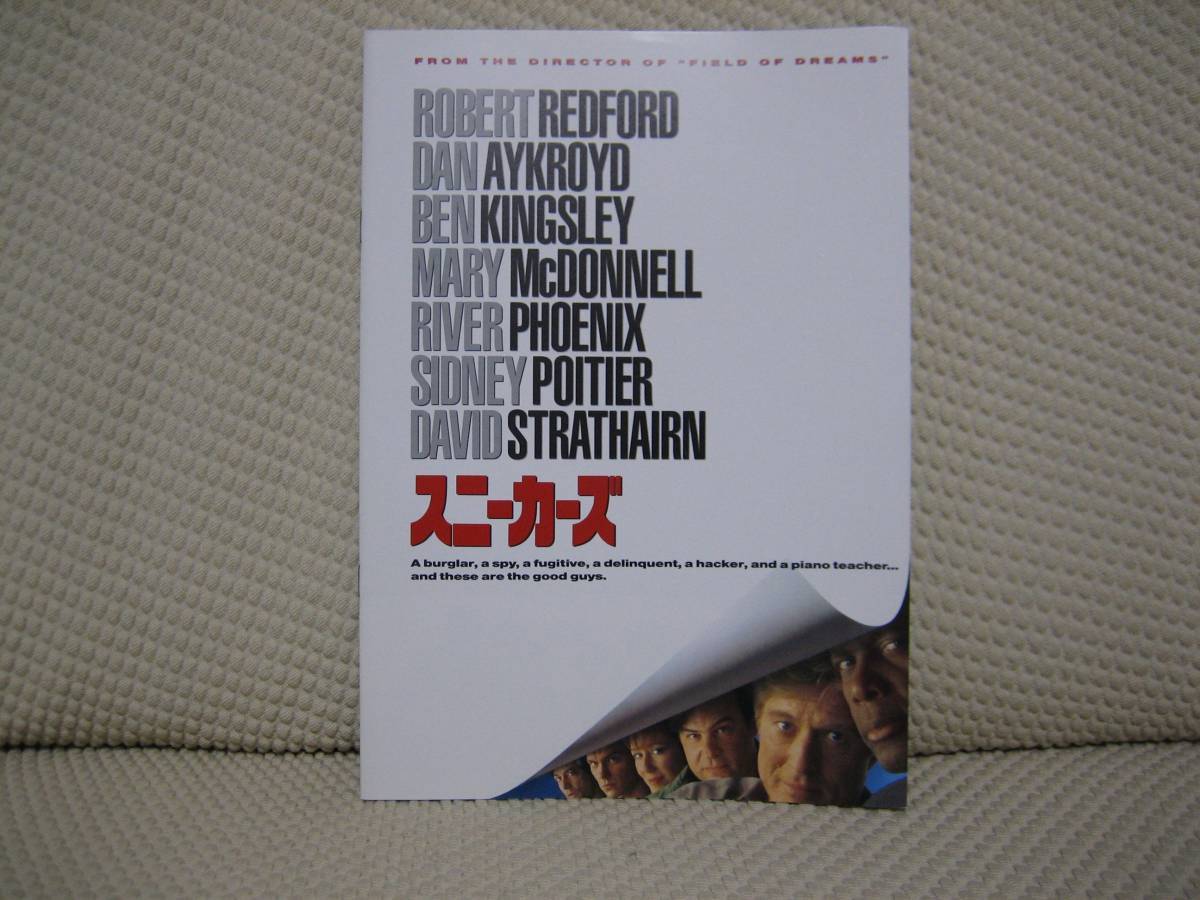 FROM THE DIRECTOR OF "FIELD OF DREAMS"
ROBERT REDFORD
DAN AYKROYD
BEN KINGSLEY
MARY McDONNELL
RIVER PHOENIX
SIDNEY POITIER
DAVID STRATHAIRN
スニーカーズ
A burglar, a spy, a fugitive, a delinquent, a hacker, and a piano teacher...
and these are the good guys.